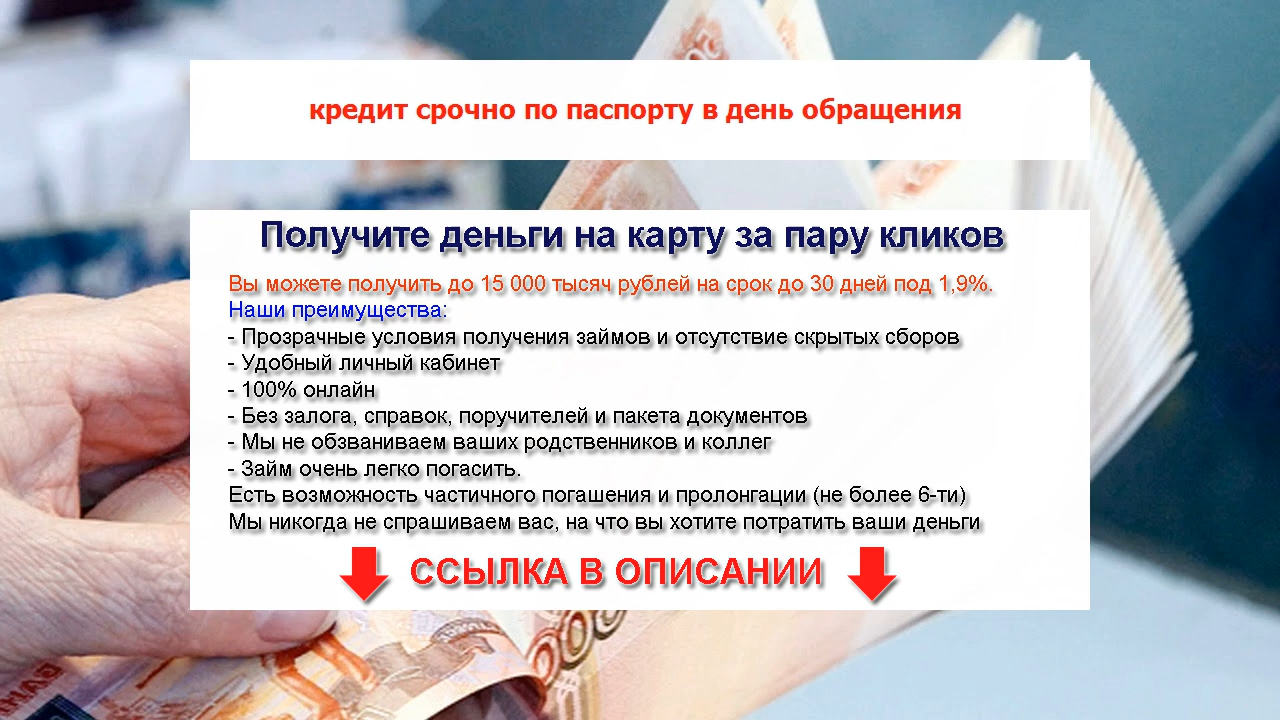 кредит срочно по паспорту в день обращения
Получите деньги на карту за пару кликов
Вы можете получить до 15 000 тысяч рублей на срок до 30 дней под 1,9%.
Наши преимущества:
- Прозрачные условия получения займов и отсутствие скрытых сборов
- Удобный личный кабинет
- 100% онлайн
- Без залога, справок, поручителей и пакета документов
- Мы не обзваниваем ваших родственников и коллег
- Займ очень легко погасить.
Есть возможность частичного погашения и пролонгации (не более 6-ти)
Мы никогда не спрашиваем вас, на что вы хотите потратить ваши деньги
ССЫЛКА В ОПИСАНИИ